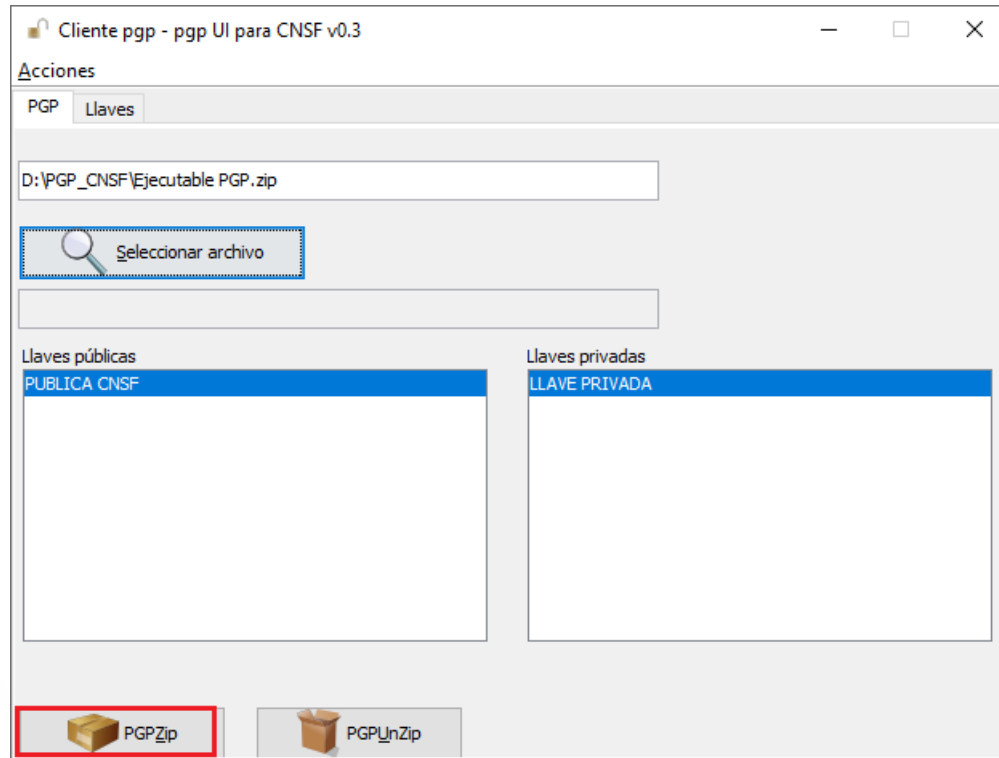 Cliente pgp - pgp UI para CNSF v0.3
Acciones
PGP Llaves
D:\PGP_CNSF\Ejecutable PGP.zip
Seleccionar archivo
Llaves públicas Llaves privadas
PUBLICA CNSF LLAVE PRIVADA
PGPZip PGPUnZip